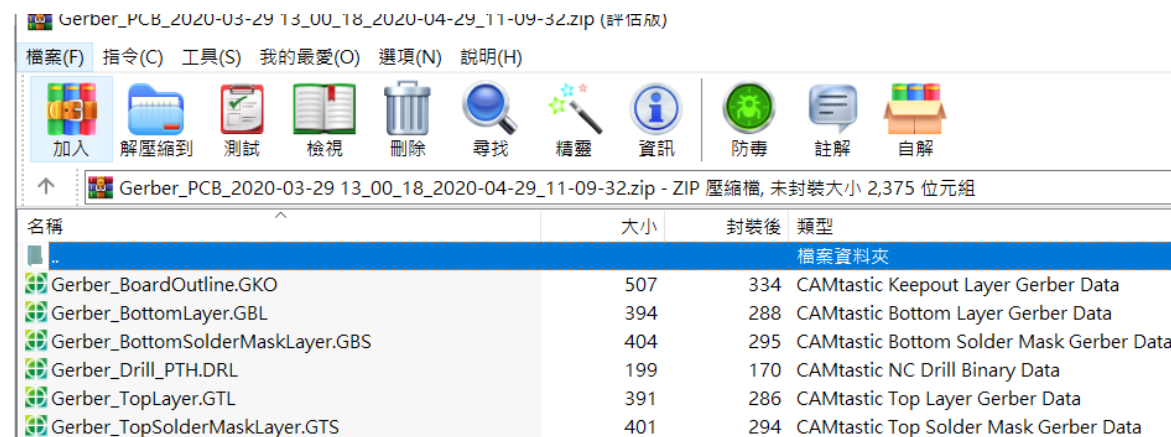 Gerber_PCB_2020-03-29 13_00_18_2020-04-29_11-09-32.zip (評估版)
檔案(F) 指令(C) 工具(S) 我的最愛(O) 選項(N) 說明(H)
加入 解壓縮到 測試 檢視 刪除 尋找 精靈 資訊 防毒 註解 自解
Gerber_PCB_2020-03-29 13_00_18_2020-04-29_11-09-32.zip - ZIP 壓縮檔, 未封裝大小 2,375 位元組
名稱 大小 封裝後 類型
.. 檔案資料夾
Gerber_BoardOutline.GKO 507 334 CAMtastic Keepout Layer Gerber Data
Gerber_BottomLayer.GBL 394 288 CAMtastic Bottom Layer Gerber Data
Gerber_BottomSolderMaskLayer.GBS 404 295 CAMtastic Bottom Solder Mask Gerber Data
Gerber_Drill_PTH.DRL 199 170 CAMtastic NC Drill Binary Data
Gerber_TopLayer.GTL 391 286 CAMtastic Top Layer Gerber Data
Gerber_TopSolderMaskLayer.GTS 401 294 CAMtastic Top Solder Mask Gerber Data